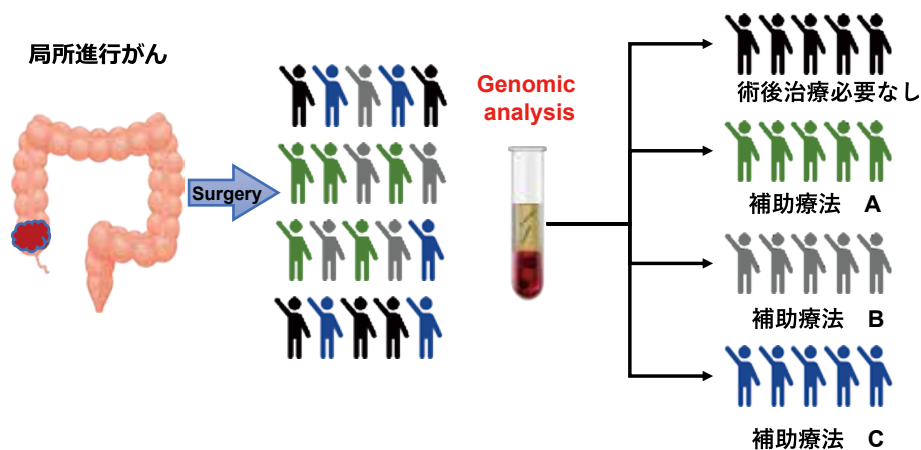 局所進行がん
Surgery
Genomic
analysis
術後治療必要なし
補助療法 A
補助療法 B
補助療法 C